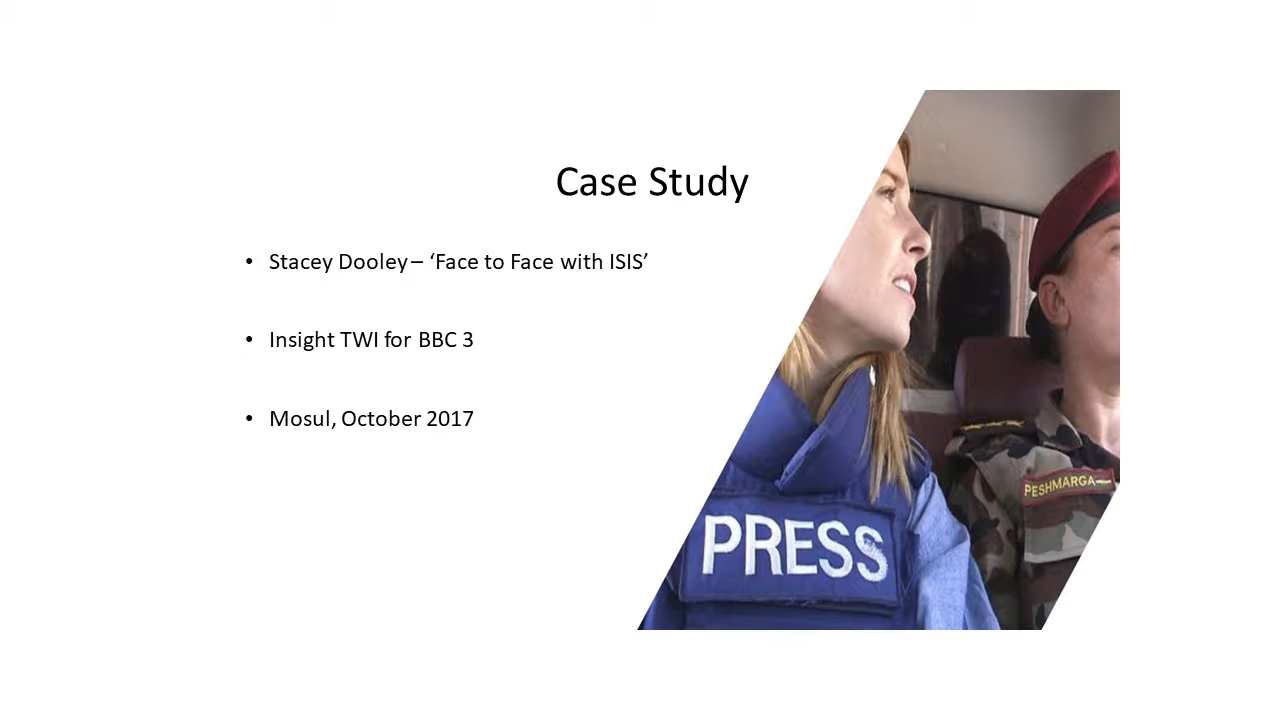 Case Study
• Stacey Dooley – ‘Face to Face with ISIS’
• Insight TWI for BBC 3
• Mosul, October 2017
PRESS
PESHMARGA